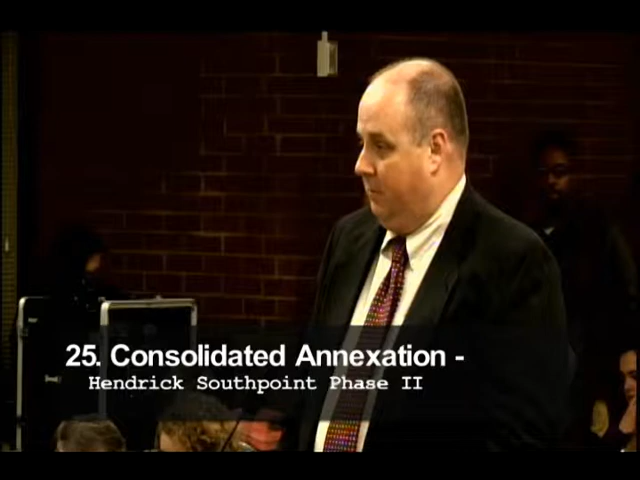 25. Consolidated Annexation -
Hendrick Southpoint Phase II